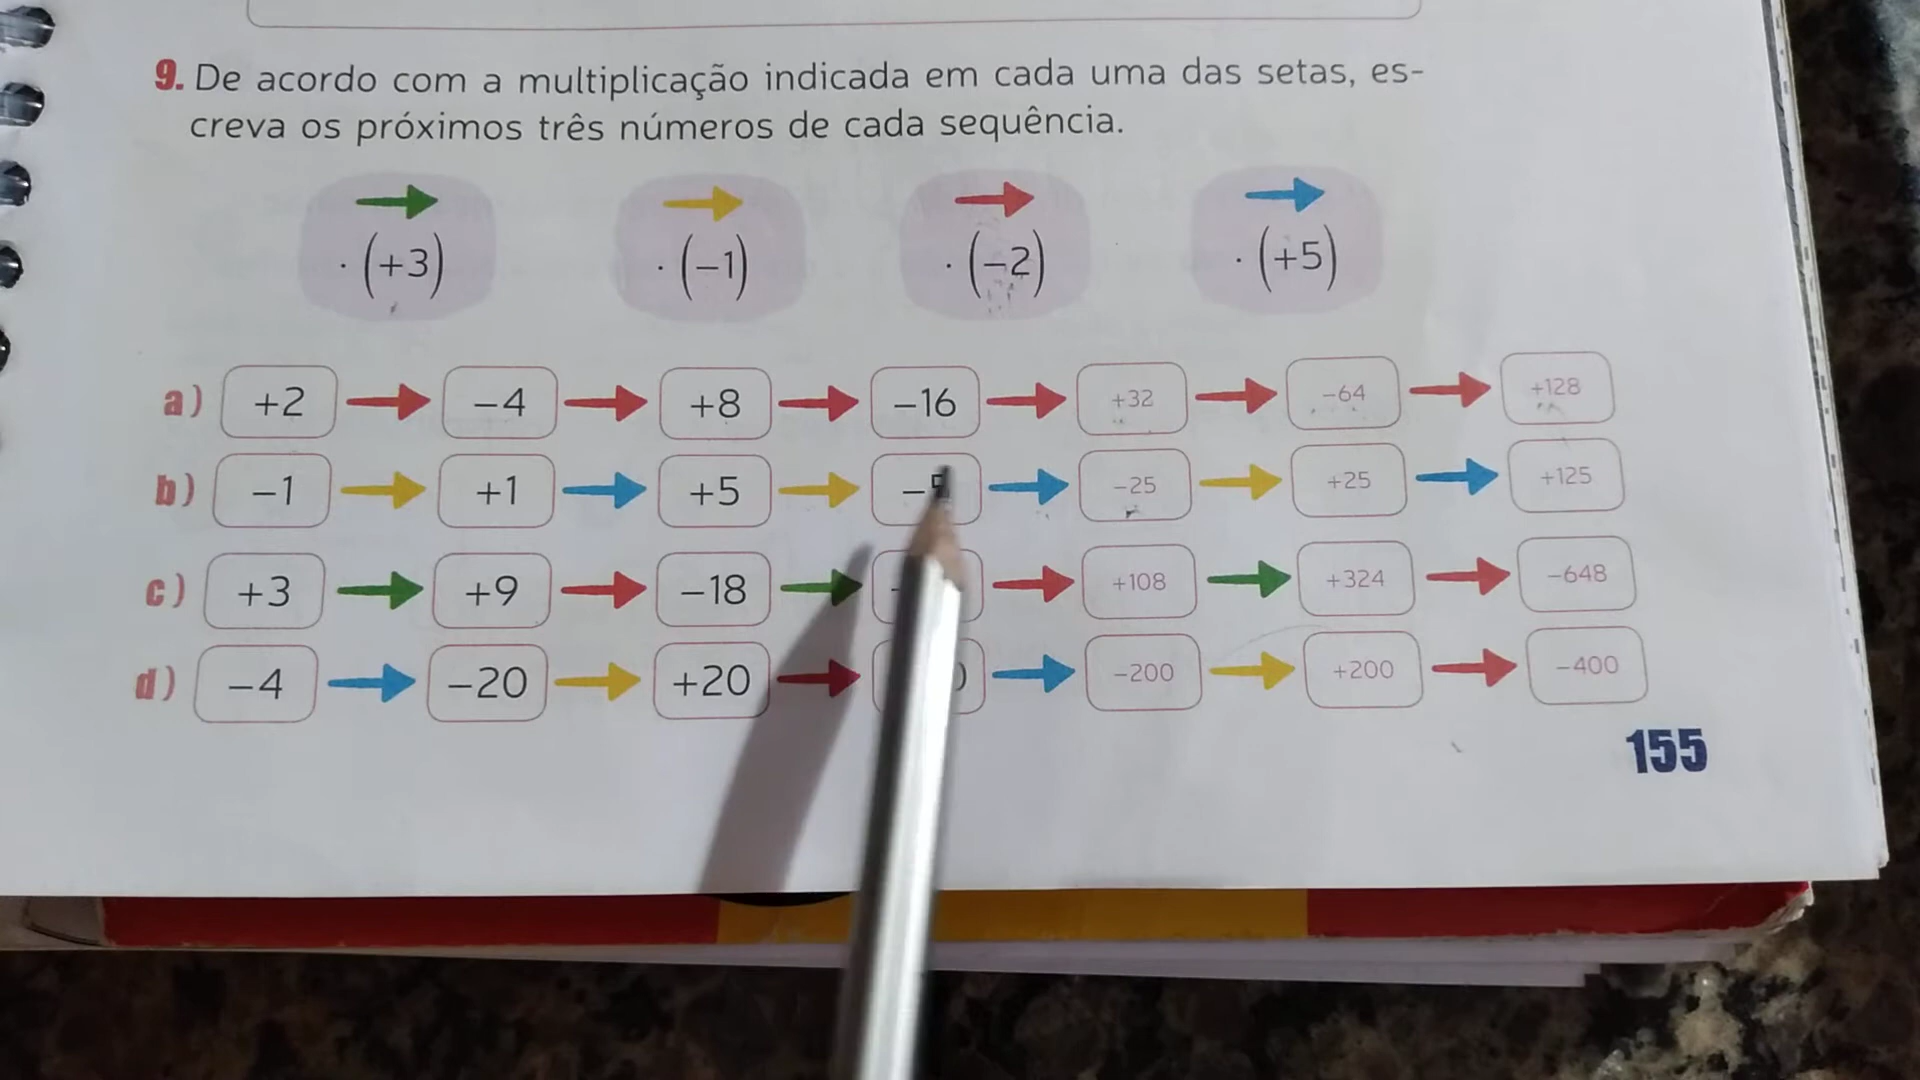 9. De acordo com a multiplicação indicada em cada uma das setas, es-
creva os próximos três números de cada sequência.
· (+3) · (−1) · (−2) · (+5)
a) +2 −4 +8 −16 +32 −64 +128
b) −1 +1 +5 −5 −25 +25 +125
c) +3 +9 −18 +108 +324 −648
d) −4 −20 +20 −200 +200 −400
155